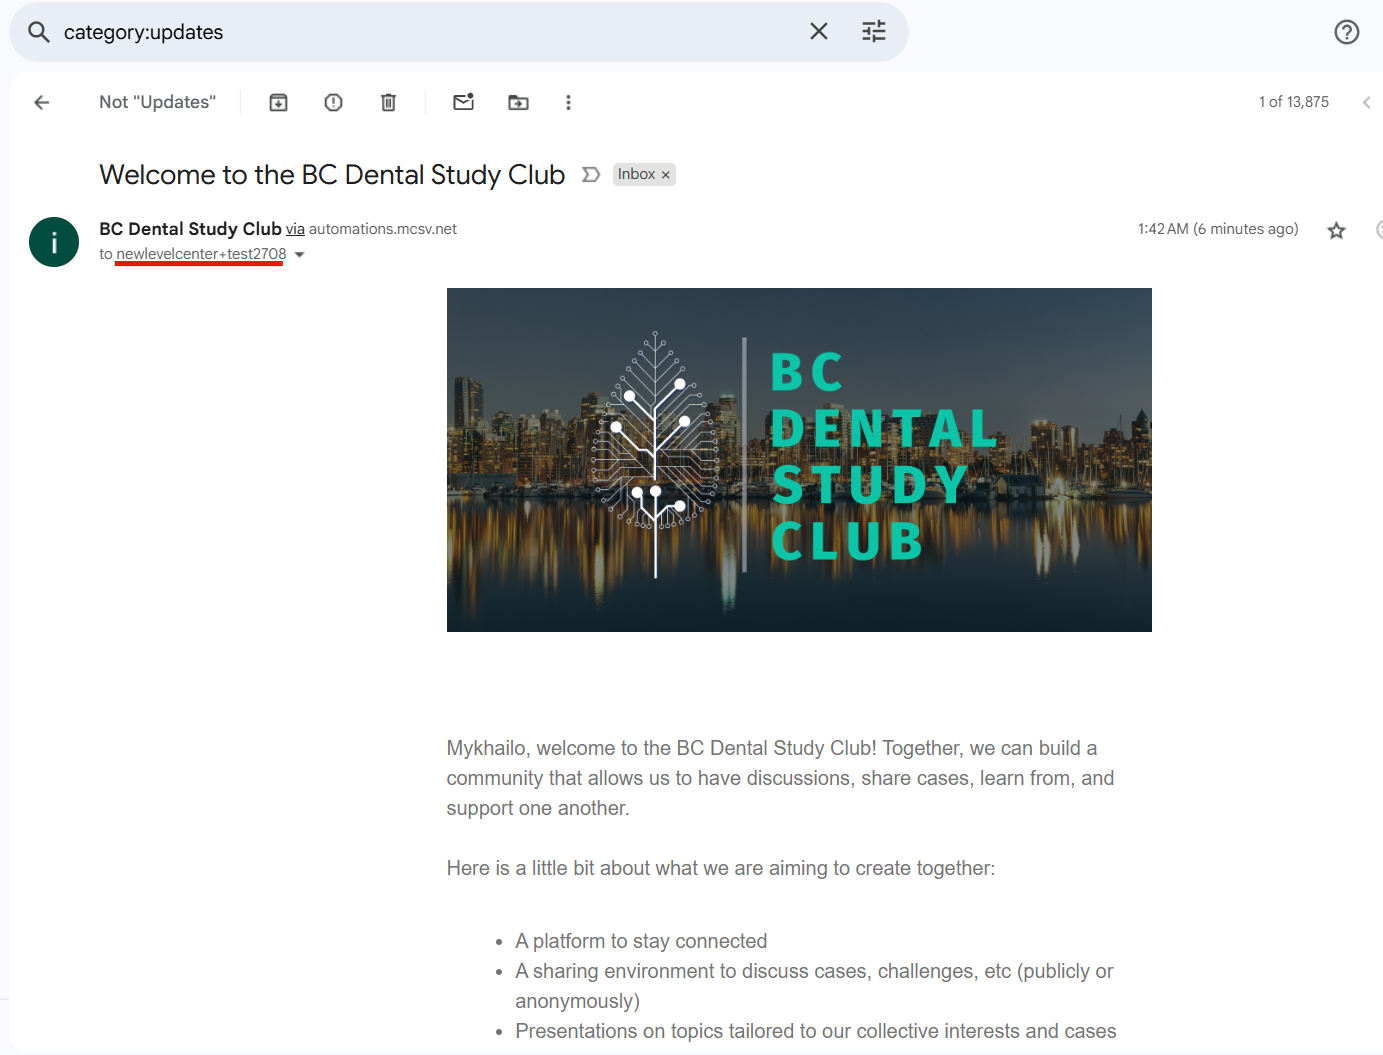 category:updates
Not "Updates"
1 of 13,875
Welcome to the BC Dental Study Club
Inbox ×
i
BC Dental Study Club via automations.mcsv.net
1:42 AM (6 minutes ago)
to newlevelcenter+test2708
BC
DENTAL
STUDY
CLUB
Mykhailo, welcome to the BC Dental Study Club! Together, we can build a
community that allows us to have discussions, share cases, learn from, and
support one another.
Here is a little bit about what we are aiming to create together:
• A platform to stay connected
• A sharing environment to discuss cases, challenges, etc (publicly or
anonymously)
• Presentations on topics tailored to our collective interests and cases